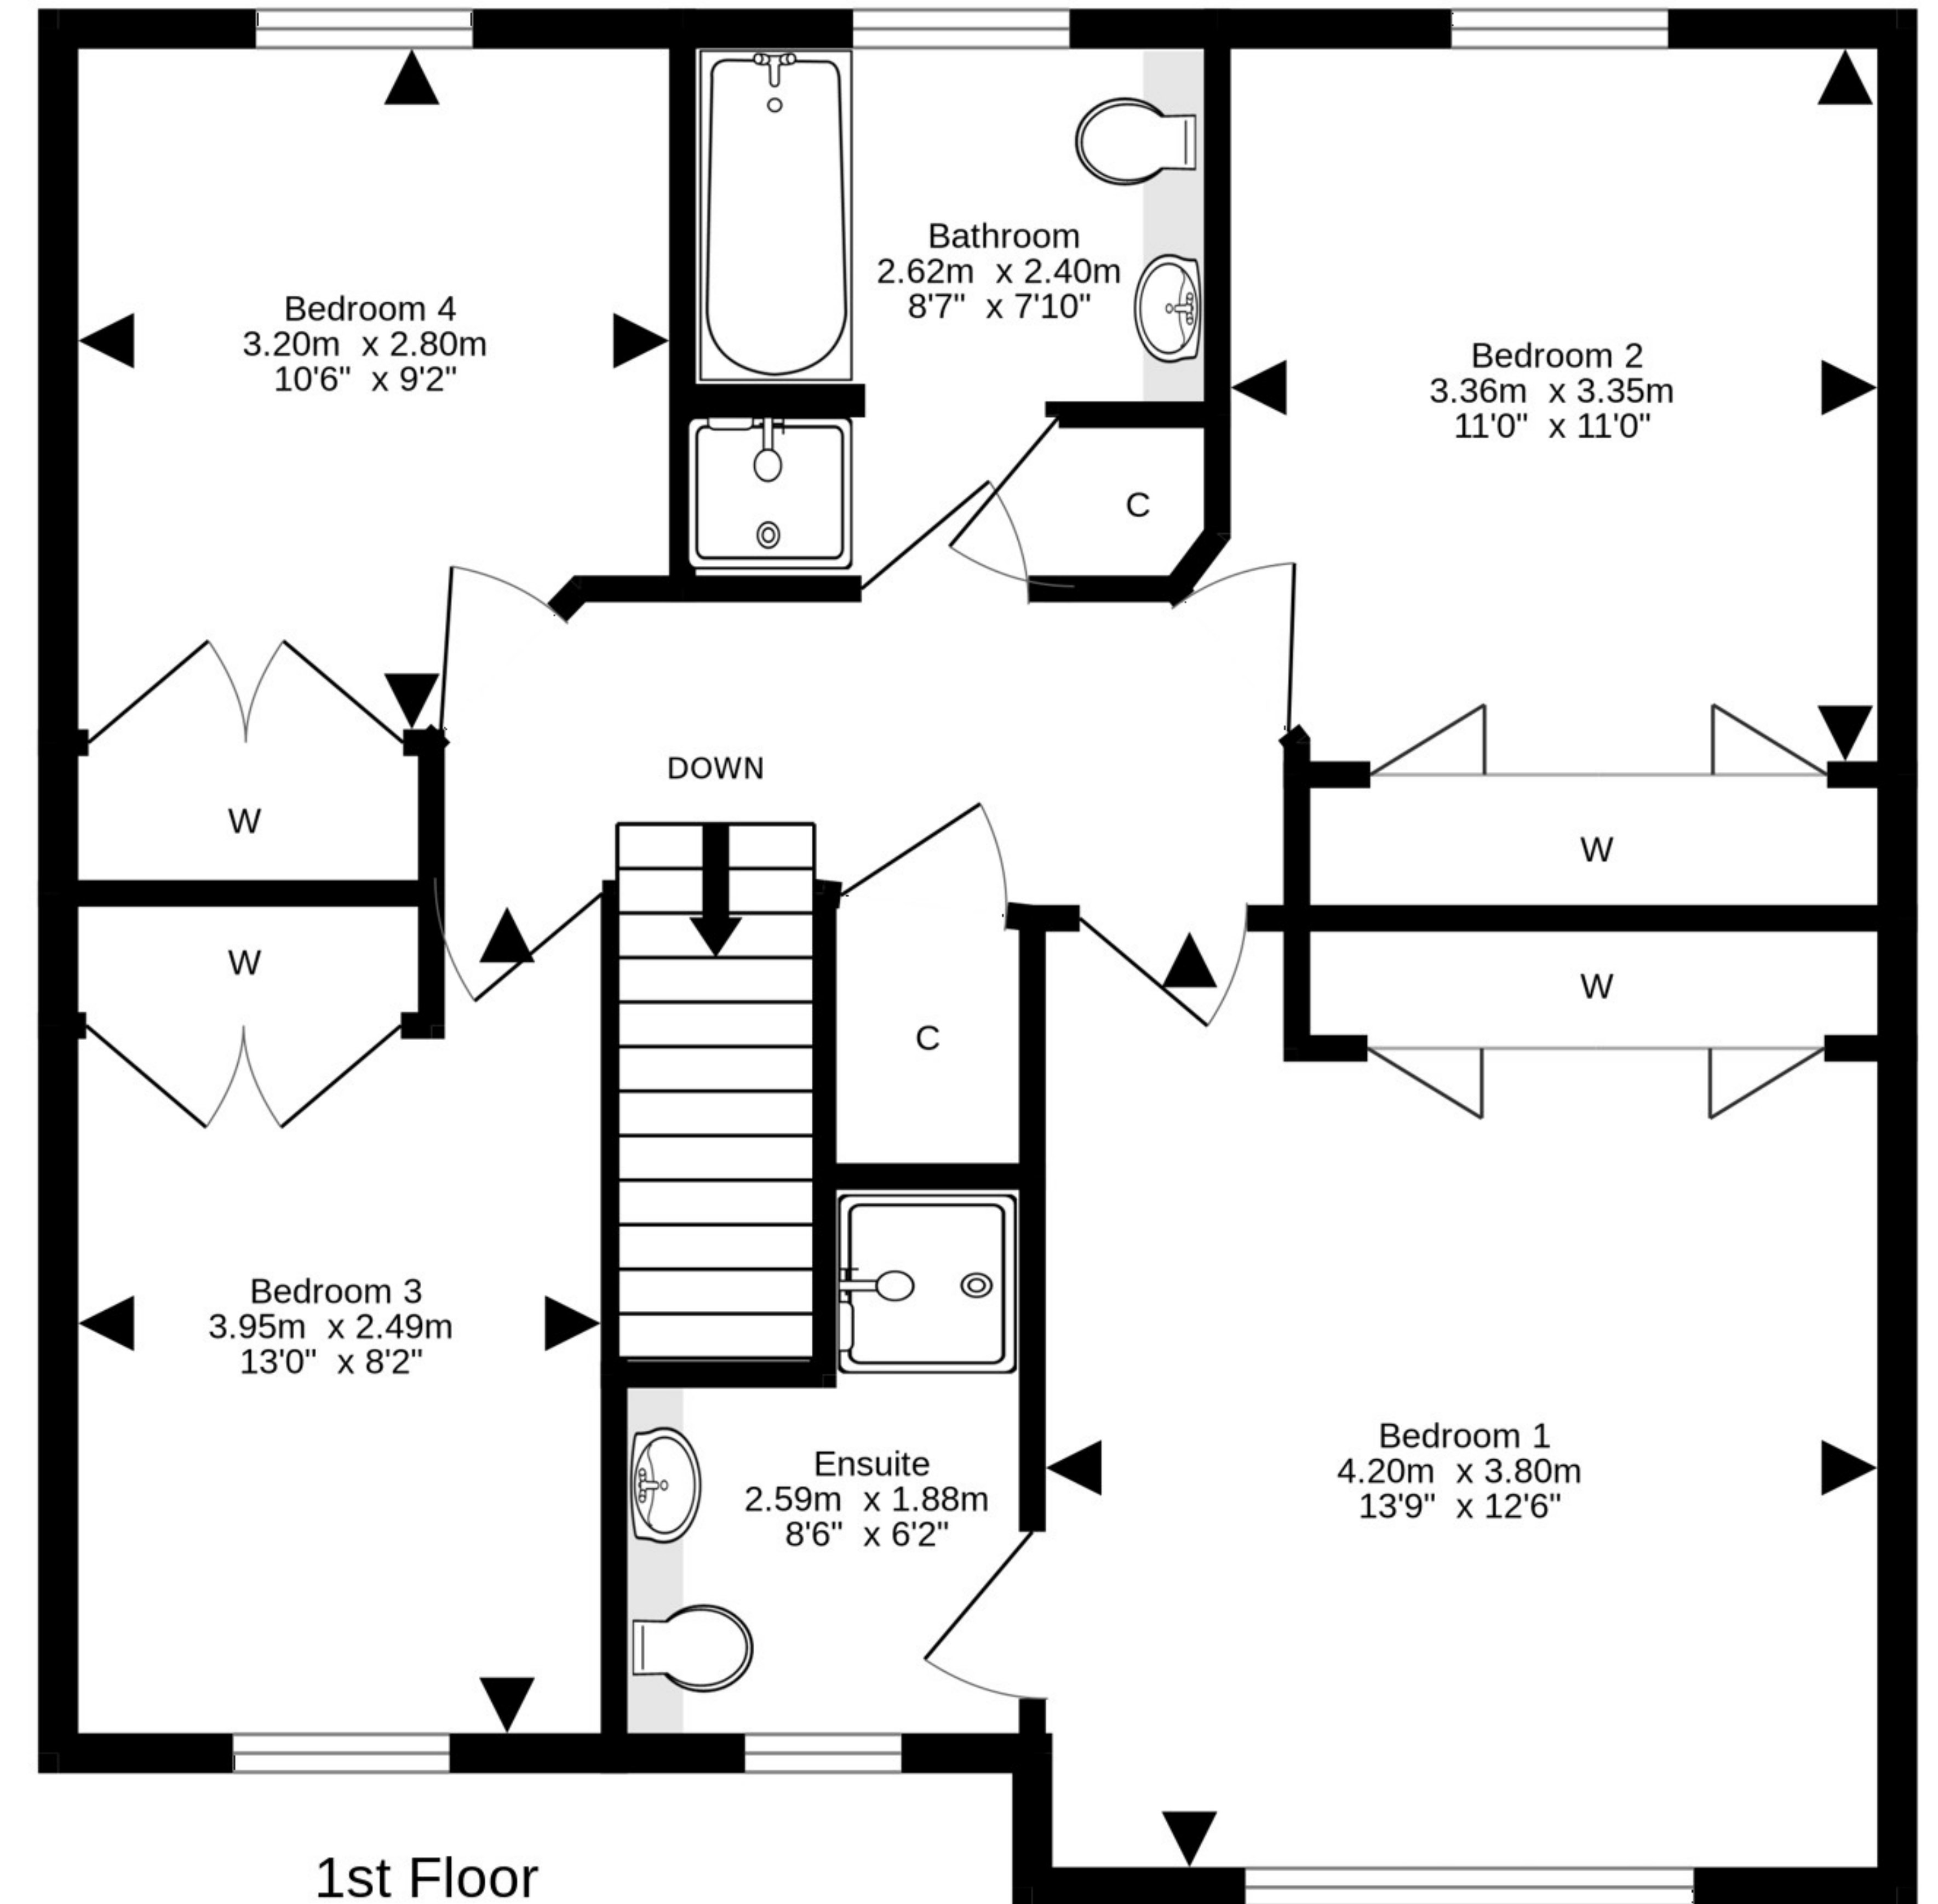 Bathroom
2.62m x 2.40m
8'7" x 7'10"
Bedroom 4
3.20m x 2.80m
10'6" x 9'2"
Bedroom 2
3.36m x 3.35m
11'0" x 11'0"
C
DOWN
W
W
W
W
C
Bedroom 3
3.95m x 2.49m
13'0" x 8'2"
Ensuite
2.59m x 1.88m
8'6" x 6'2"
Bedroom 1
4.20m x 3.80m
13'9" x 12'6"
1st Floor